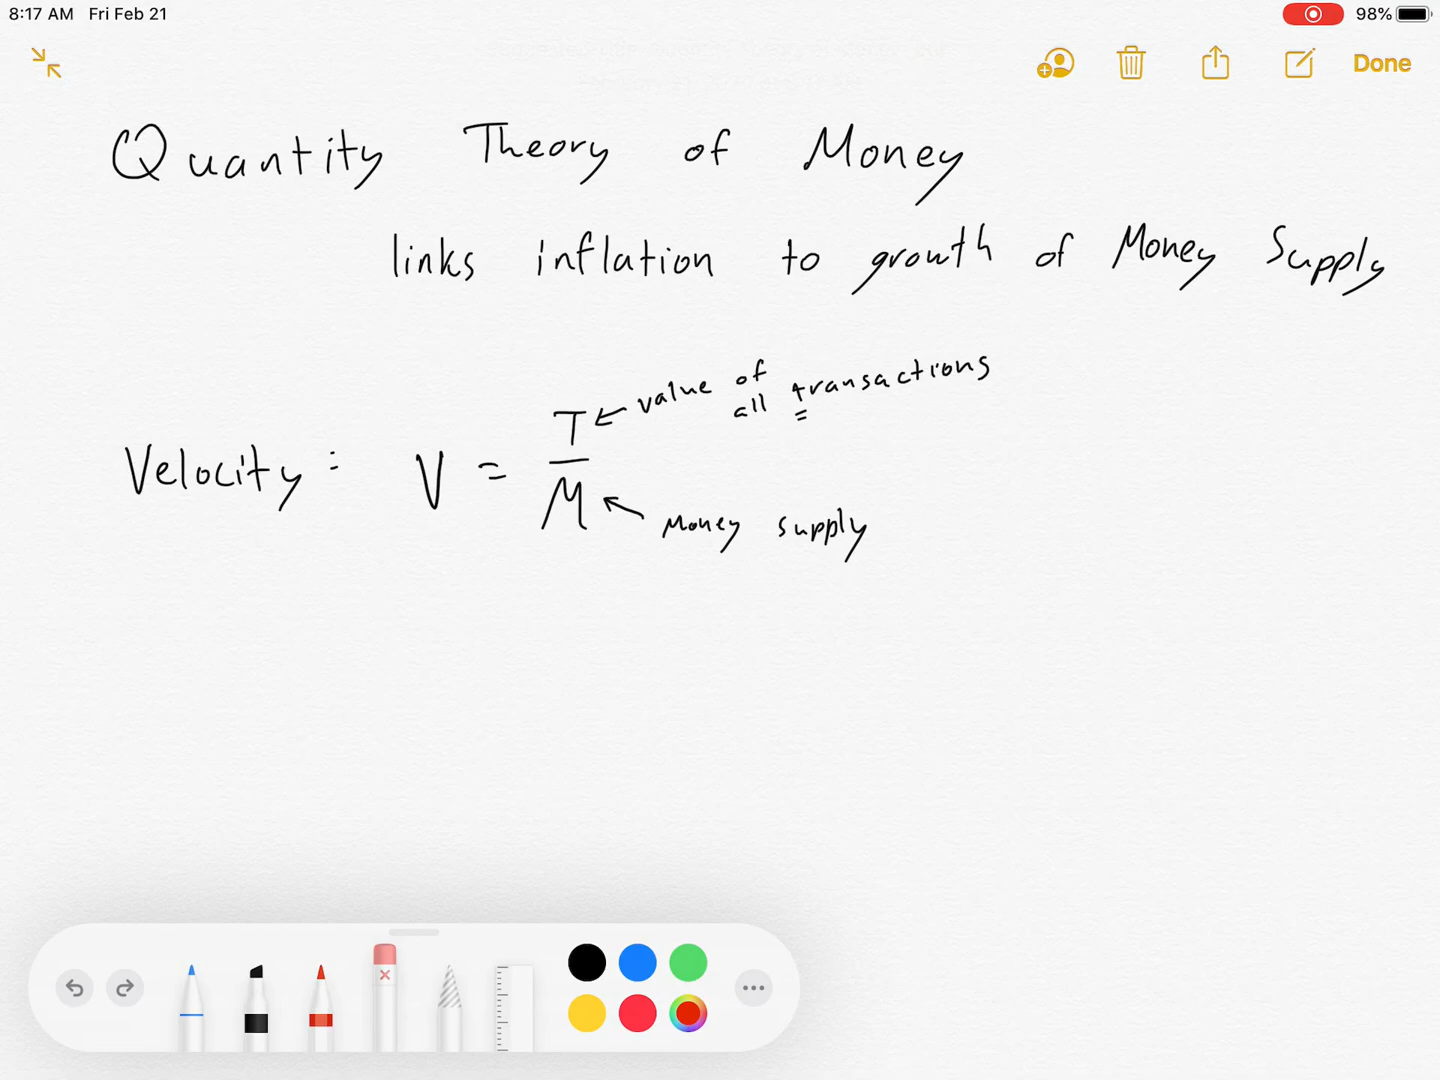 8:17 AM Fri Feb 21 98%
Done
Quantity Theory of Money
links inflation to growth of Money Supply
value of
all transactions
Velocity: V = T/M
Money supply